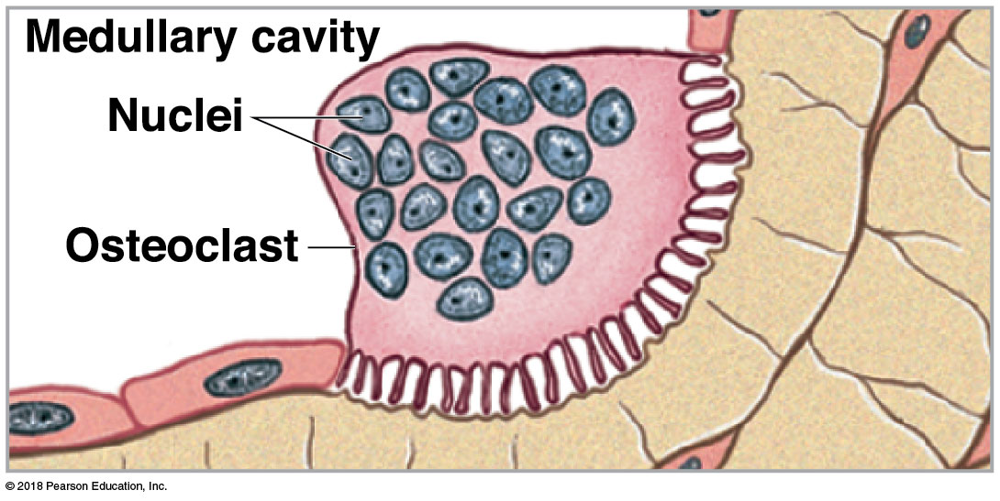 Medullary cavity
Nuclei
Osteoclast
© 2018 Pearson Education, Inc.